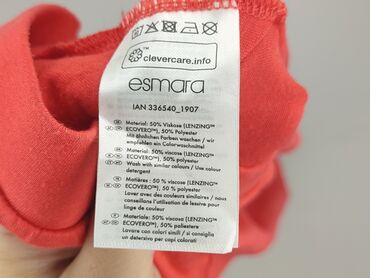 clevercare.info
esmara
IAN 336540_1907
Material: 50% Viskose (LENZING™
ECOVERO™), 50% Polyester
Mit ähnlichen Farben waschen / wir
empfehlen ein Colorwaschmittel
Material: 50% viscose (LENZING™
ECOVERO™), 50% polyester
Wash with similar colours / Use colour
detergent
Matières : 50 % viscose (LENZING™
ECOVERO™), 50 % polyester
Laver avec des couleurs similaires / nous
conseillons l'utilisation de lessive pour
linge de couleur
Materiale: 50% viscosa (LENZING™
ECOVERO™), 50% poliestere
Lavare con colori simili / si consiglia
un detersivo per capi colorati